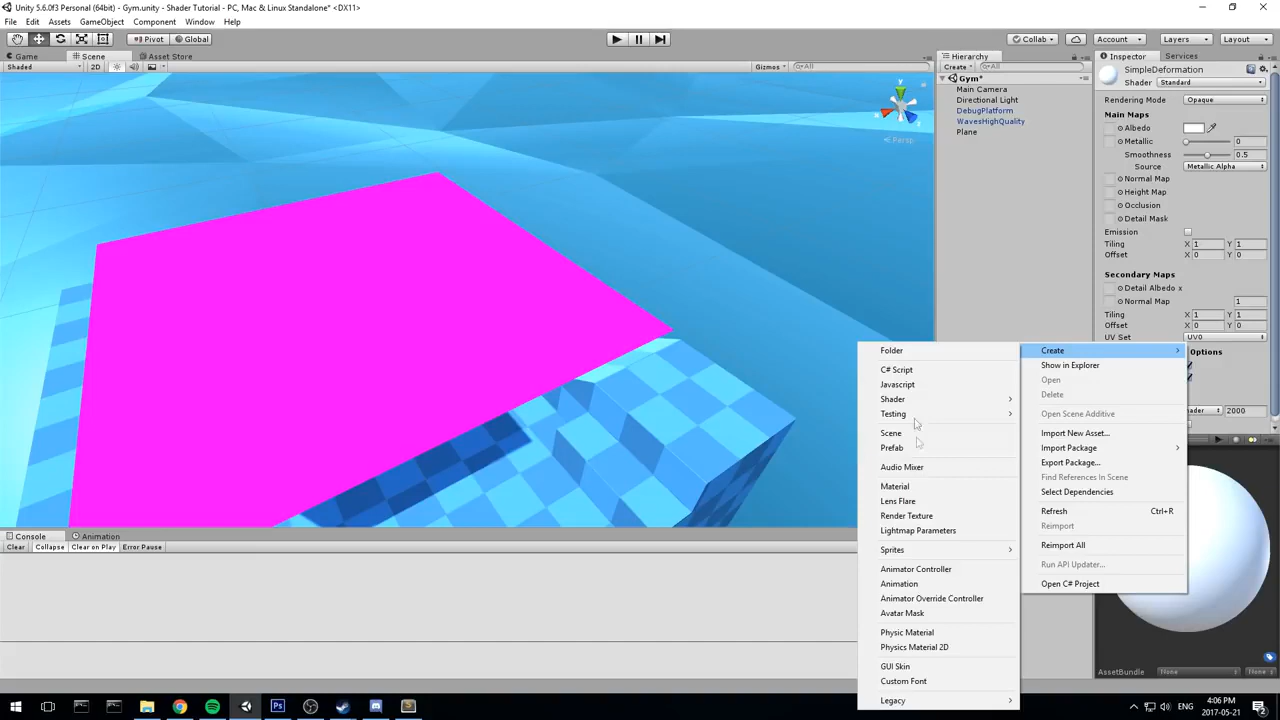 Unity 5.6.0f3 Personal (64bit) - Gym.unity - Shader Tutorial - PC, Mac & Linux Standalone* <DX11>
File Edit Assets GameObject Component Window Help
Pivot Global
Collab Account Layers Layout
Game Scene Asset Store
Shaded 2D Gizmos All
Hierarchy
Create All
Gym*
Main Camera
Directional Light
DebugPlatform
WavesHighQuality
Plane
Inspector Services
SimpleDeformation
Shader Standard
Rendering Mode Opaque
Main Maps
Albedo
Metallic 0
Smoothness 0.5
Source Metallic Alpha
Normal Map
Height Map
Occlusion
Detail Mask
Emission
Tiling X 1 Y 1
Offset X 0 Y 0
Secondary Maps
Detail Albedo x
Normal Map 1
Tiling X 1 Y 1
Offset X 0 Y 0
UV Set UV0
Options
2000
y
Persp
Create
Show in Explorer
Open
Delete
Open Scene Additive
Import New Asset...
Import Package
Export Package...
Find References In Scene
Select Dependencies
Refresh Ctrl+R
Reimport
Reimport All
Run API Updater...
Open C# Project
Folder
C# Script
Javascript
Shader
Testing
Scene
Prefab
Audio Mixer
Material
Lens Flare
Render Texture
Lightmap Parameters
Sprites
Animator Controller
Animation
Animator Override Controller
Avatar Mask
Physic Material
Physics Material 2D
GUI Skin
Custom Font
Legacy
Console Animation
Clear Collapse Clear on Play Error Pause
AssetBundle None None
ENG
4:06 PM
2017-05-21
2